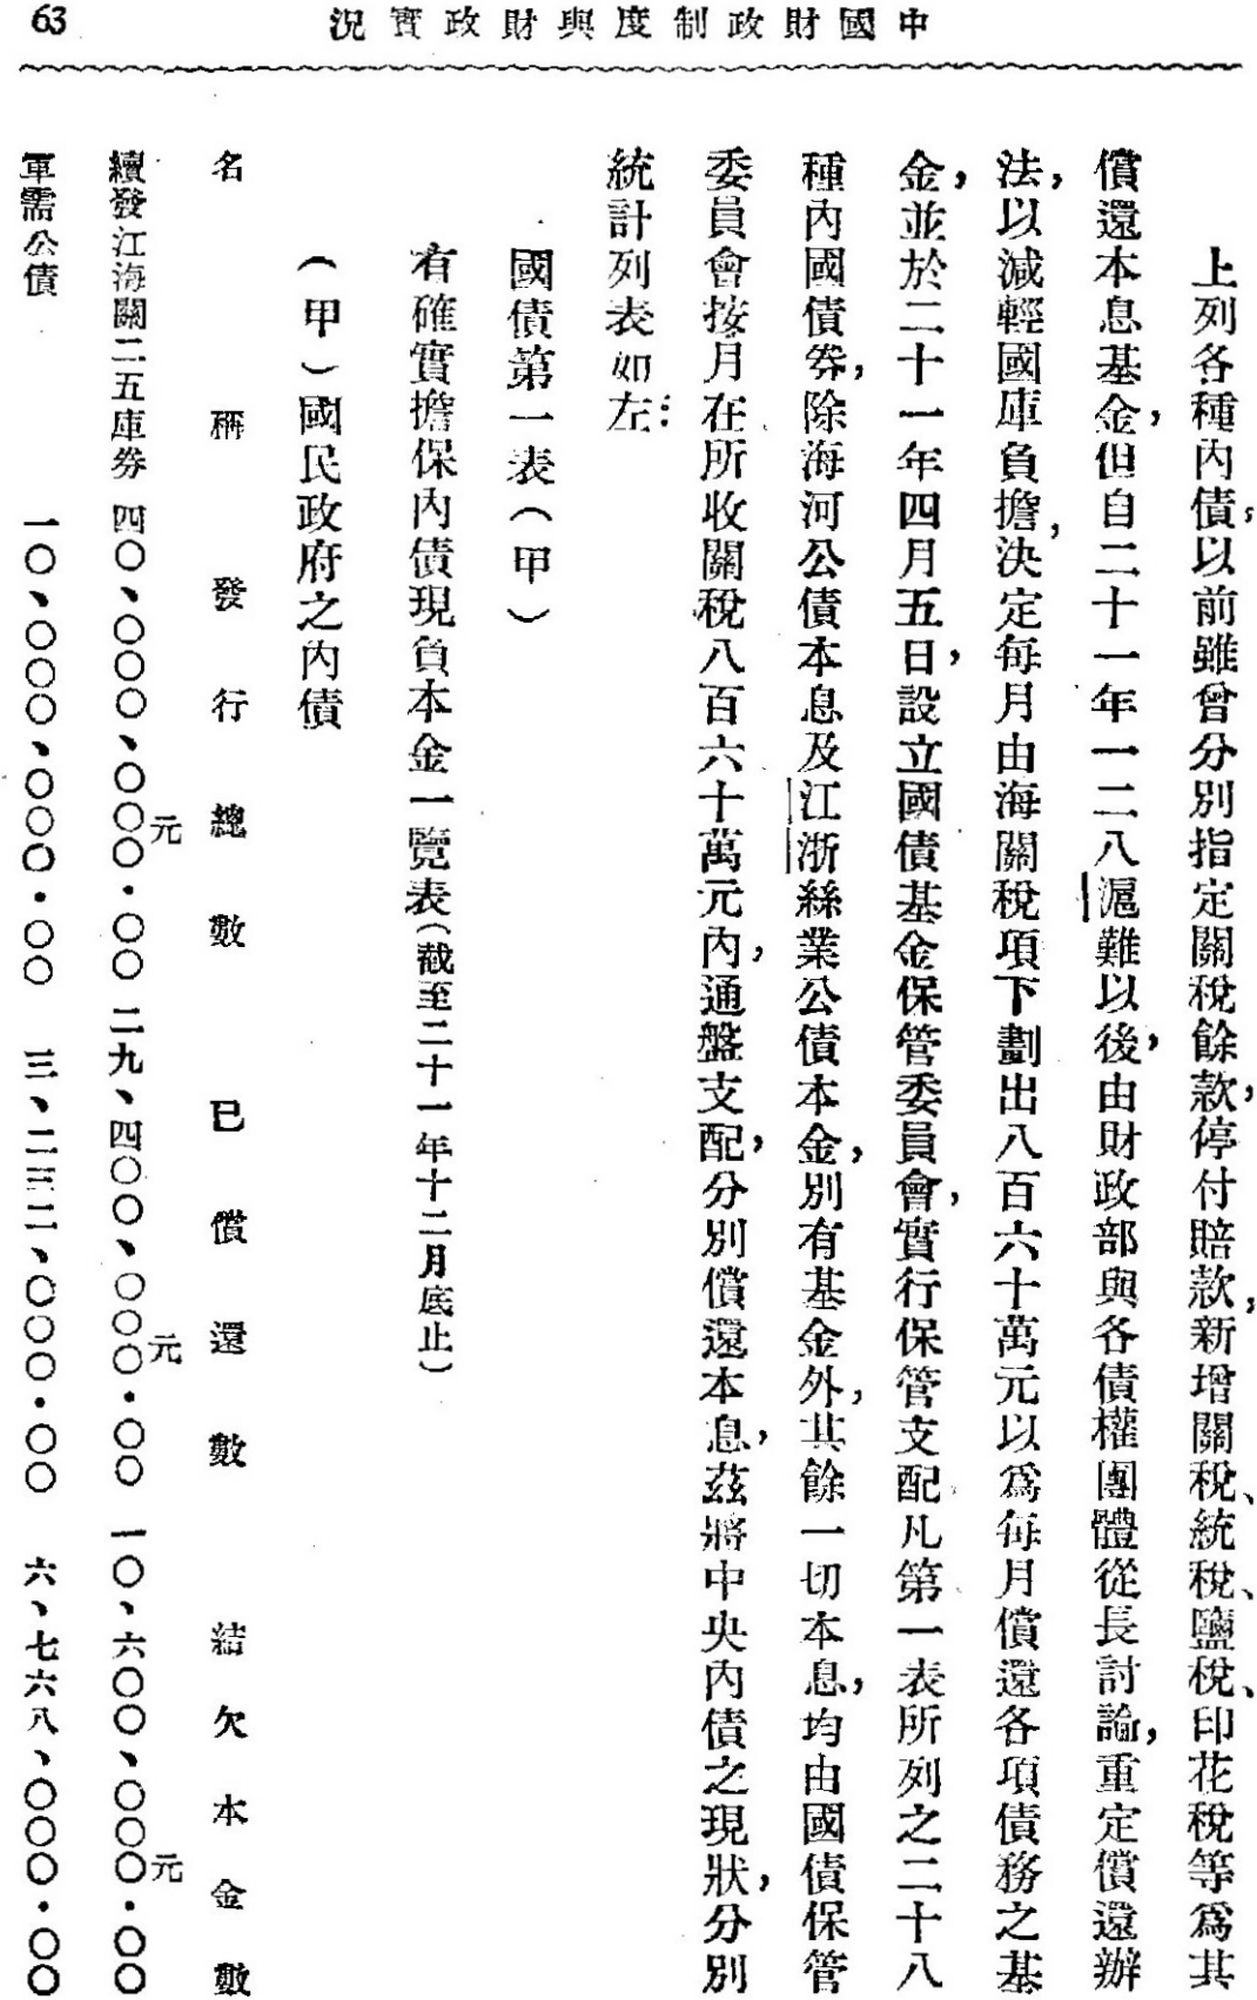 中國財政制度與財政實況
63
上列各種內債，以前雖曾分別指定關稅餘款，停付賠款，新增關稅、統稅、鹽稅、印花稅等爲其
償還本息基金，但自二十一年一二八滬難以後，由財政部與各債權團體從長討論，重定償還辦
法，以減輕國庫負擔，決定每月由海關稅項下劃出八百六十萬元以爲每月償還各項債務之基
金，並於二十一年四月五日，設立國債基金保管委員會，實行保管支配凡第一表所列之二十八
種內國債券，除海河公債本息及江浙絲業公債本金，別有基金外，其餘一切本息，均由國債保管
委員會按月在所收關稅八百六十萬元內，通盤支配，分別償還本息，茲將中央內債之現狀，分別
統計列表如左：
國債第一表（甲）
有確實擔保內債現負本金一覽表（截至二十一年十二月底止）
（甲）國民政府之內債
名稱 發行總數 已償還數 結欠本金數
續發江海關二五庫券 四〇、〇〇〇、〇〇〇元.〇〇 二九、四〇〇、〇〇〇元.〇〇 一〇、六〇〇、〇〇〇元.〇〇
軍需公債 一〇、〇〇〇、〇〇〇.〇〇 三、二三二、〇〇〇.〇〇 六、七六八、〇〇〇.〇〇